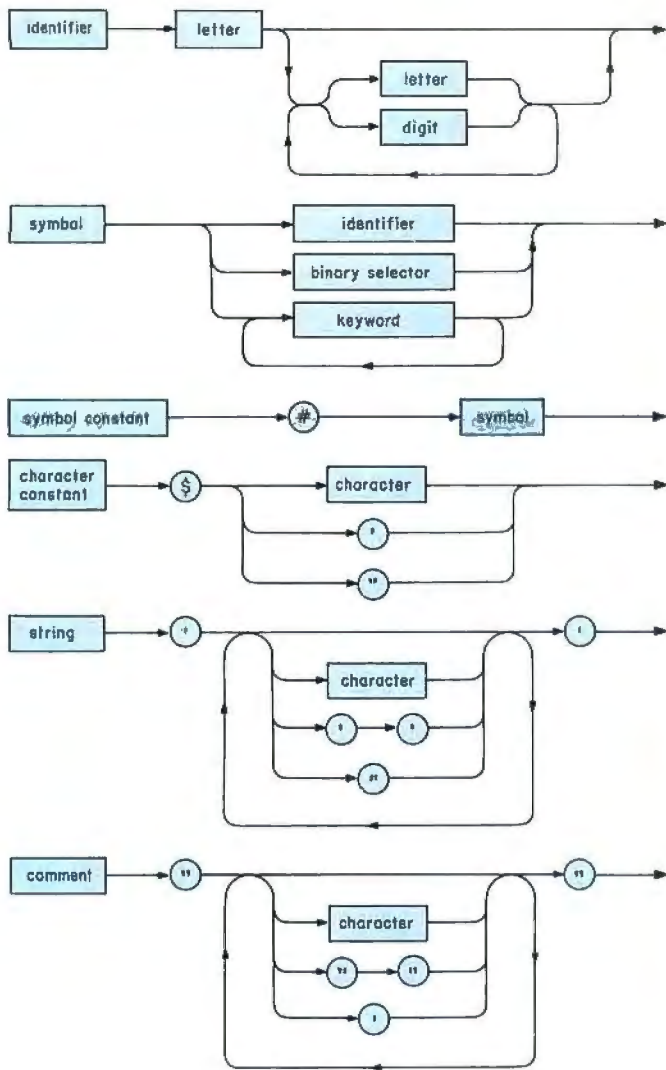 identifier
letter
letter
digit
symbol
identifier
binary selector
keyword
symbol constant
#
symbol
character
constant
$
character
'
"
string
'
'
character
' '
"
comment
"
"
character
" "
'